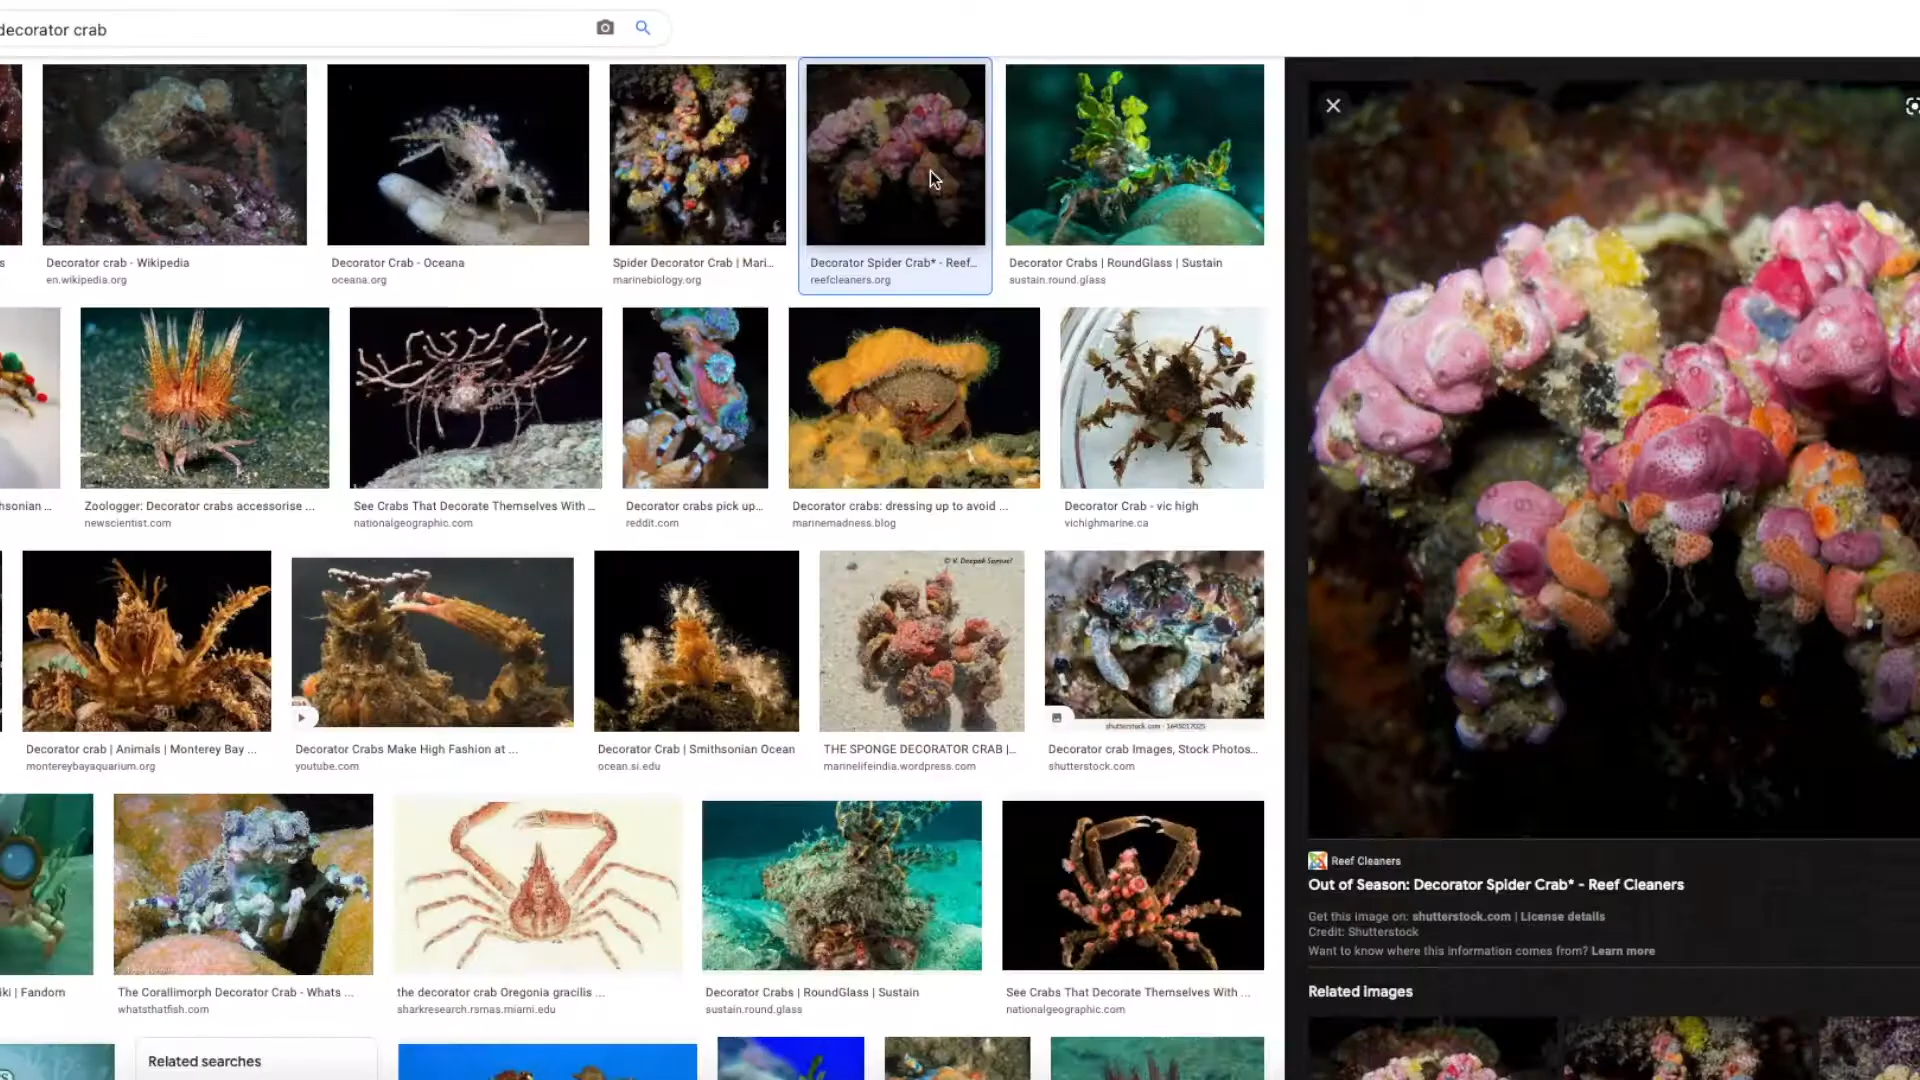 decorator crab
s
Decorator crab - Wikipedia
en.wikipedia.org
Decorator Crab - Oceana
oceana.org
Spider Decorator Crab | Mari...
marinebiology.org
Decorator Spider Crab* - Reef...
reefcleaners.org
Decorator Crabs | RoundGlass | Sustain
sustain.round.glass
hsonian ...
Zoologger: Decorator crabs accessorise ...
newscientist.com
See Crabs That Decorate Themselves With ...
nationalgeographic.com
Decorator crabs pick up...
reddit.com
Decorator crabs: dressing up to avoid ...
marinemadness.blog
Decorator Crab - vic high
vichighmarine.ca
© V. Deepak Samuel
shutterstock.com · 1645017025
Decorator crab | Animals | Monterey Bay ...
montereybayaquarium.org
Decorator Crabs Make High Fashion at ...
youtube.com
Decorator Crab | Smithsonian Ocean
ocean.si.edu
THE SPONGE DECORATOR CRAB |...
marinelifeindia.wordpress.com
Decorator crab Images, Stock Photos...
shutterstock.com
iki | Fandom
The Corallimorph Decorator Crab - Whats ...
whatsthatfish.com
the decorator crab Oregonia gracilis ...
sharkresearch.rsmas.miami.edu
Decorator Crabs | RoundGlass | Sustain
sustain.round.glass
See Crabs That Decorate Themselves With ...
nationalgeographic.com
Related searches
Reef Cleaners
Out of Season: Decorator Spider Crab* - Reef Cleaners
Get this image on: shutterstock.com | License details
Credit: Shutterstock
Want to know where this information comes from? Learn more
Related images